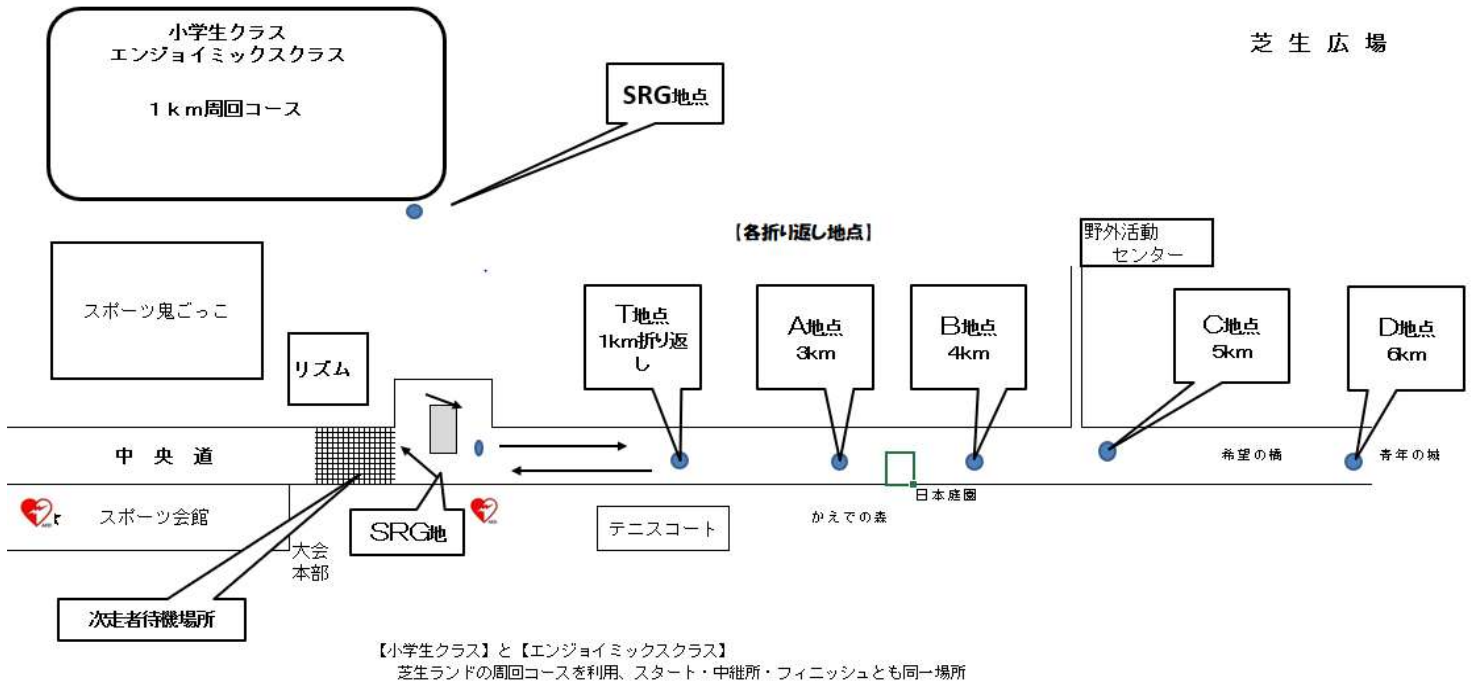 小学生クラス
エンジョイミックスクラス
1km周回コース
芝生広場
SRG地点
【各折り返し地点】
野外活動
センター
スポーツ鬼ごっこ
リズム
T地点
1km折り返
し
A地点
3km
B地点
4km
C地点
5km
D地点
6km
中央道
希望の橋
青年の城
日本庭園
スポーツ会館
SRG地
テニスコート
かえでの森
大会
本部
次走者待機場所
【小学生クラス】と【エンジョイミックスクラス】
芝生ランドの周回コースを利用、スタート・中継所・フィニッシュとも同一場所